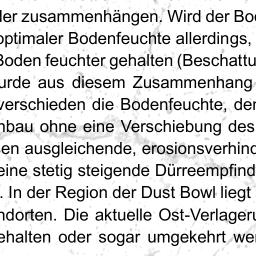 ler zusammenhängen. Wird der Bod
optimaler Bodenfeuchte allerdings,
Boden feuchter gehalten (Beschattu
urde aus diesem Zusammenhang
verschieden die Bodenfeuchte, der
nbau ohne eine Verschiebung des
en ausgleichende, erosionsverhind
eine stetig steigende Dürreempfind
. In der Region der Dust Bowl liegt
ndorten. Die aktuelle Ost-Verlageru
ehalten oder sogar umgekehrt we